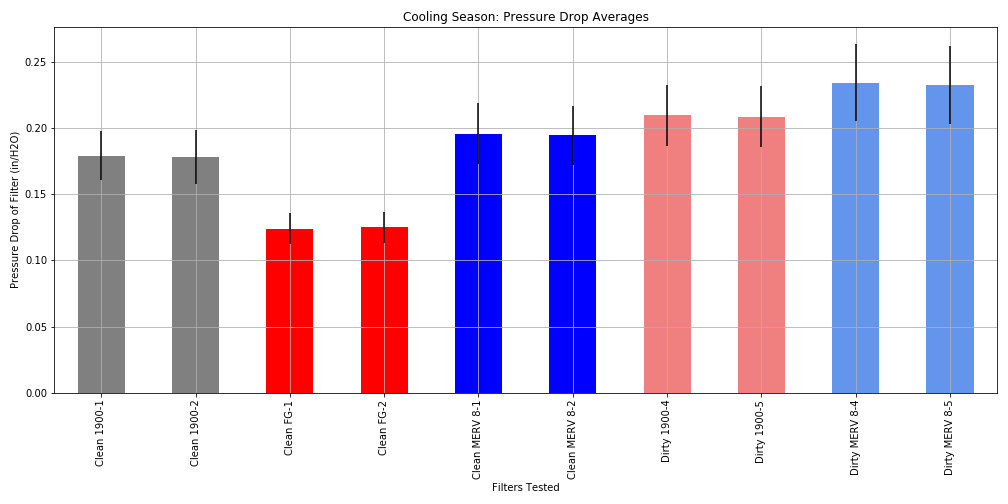 Cooling Season: Pressure Drop Averages
Pressure Drop of Filter (in/H2O)
0.25
0.20
0.15
0.10
0.05
0.00
Clean 1900-1
Clean 1900-2
Clean FG-1
Clean FG-2
Clean MERV 8-1
Clean MERV 8-2
Dirty 1900-4
Dirty 1900-5
Dirty MERV 8-4
Dirty MERV 8-5
Filters Tested